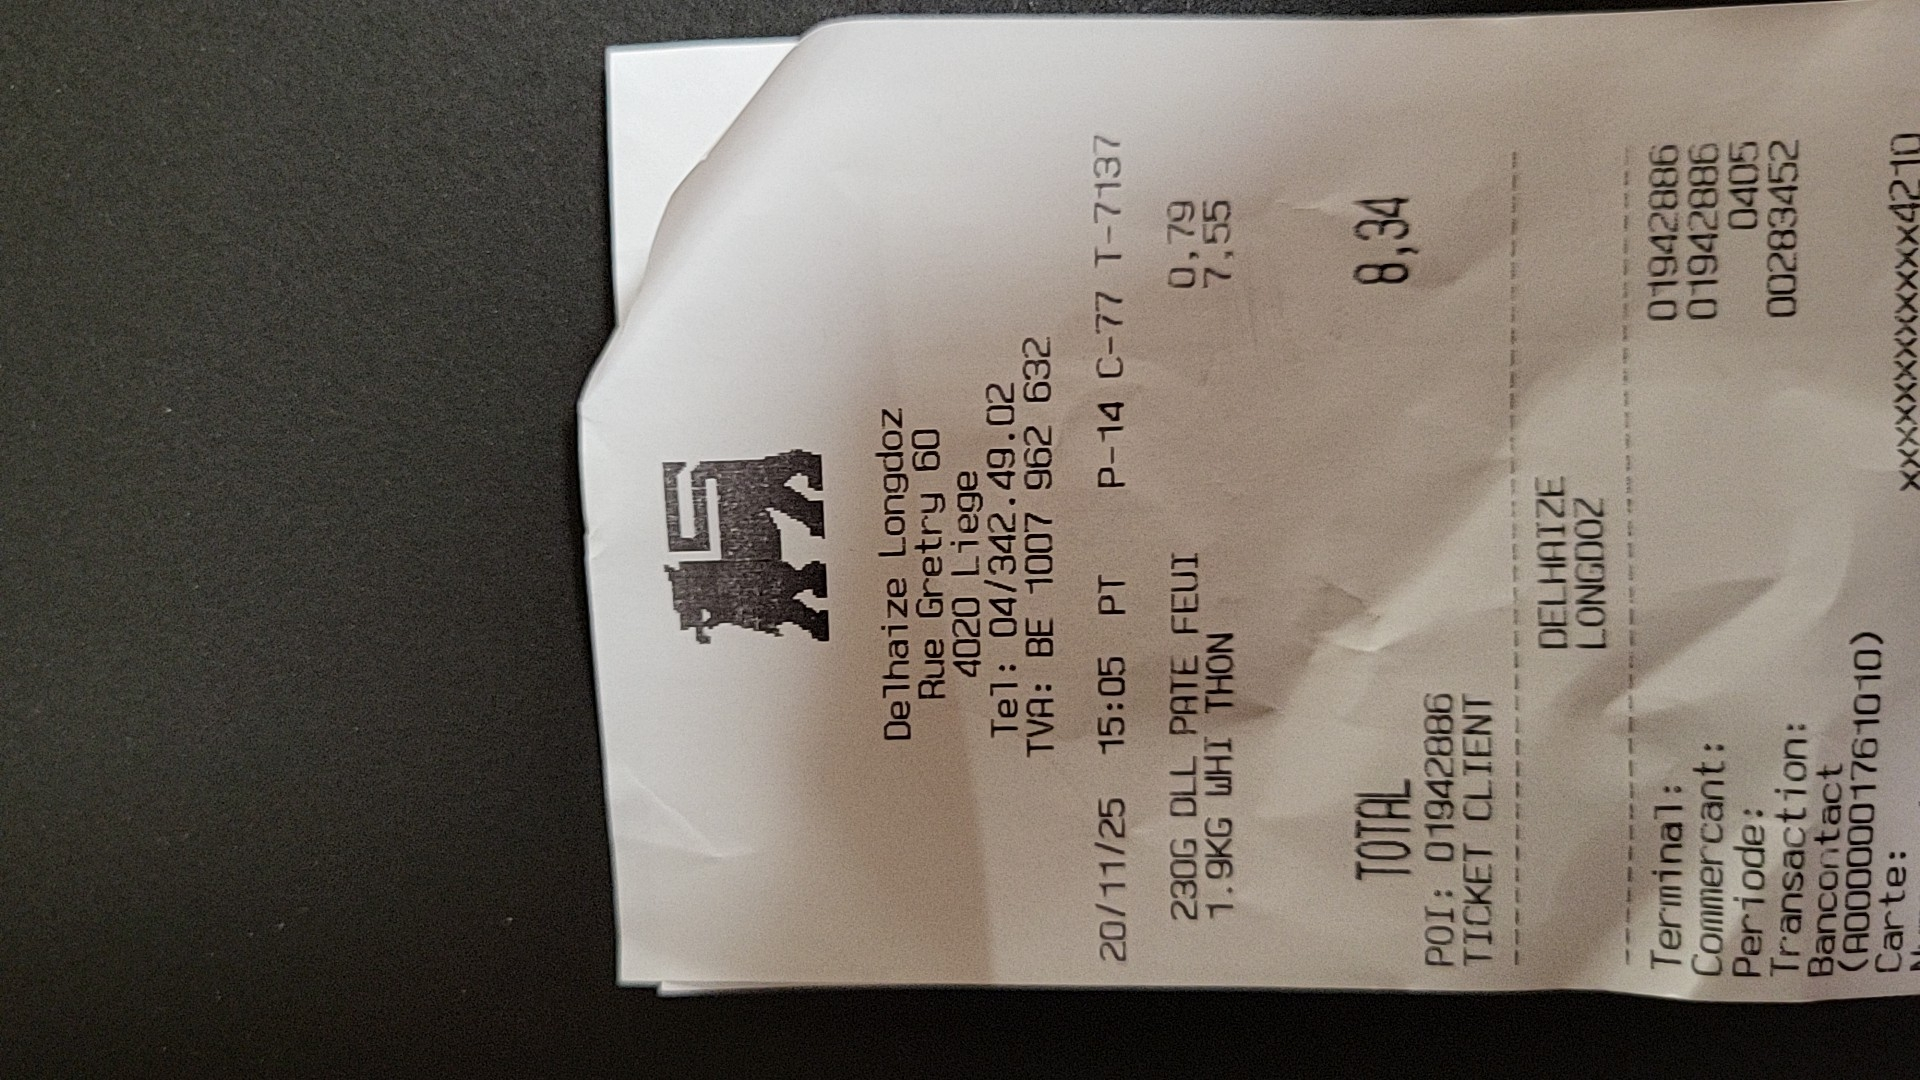 Delhaize Longdoz
Rue Gretry 60
4020 Liege
Tel: 04/342.49.02
TVA: BE 1007 962 632
20/11/25 15:05 PT P-14 C-77 T-7137
230G DLL PATE FEUI 0,79
1.9KG WHI THON 7,55
TOTAL 8,34
POI: 01942886
TICKET CLIENT
--------------------------------
DELHAIZE
LONGDOZ
--------------------------------
Terminal: 01942886
Commercant: 01942886
Periode: 0405
Transaction: 00283452
Bancontact
(A0000001761010)
Carte: xxxxxxxxxxxxx4210